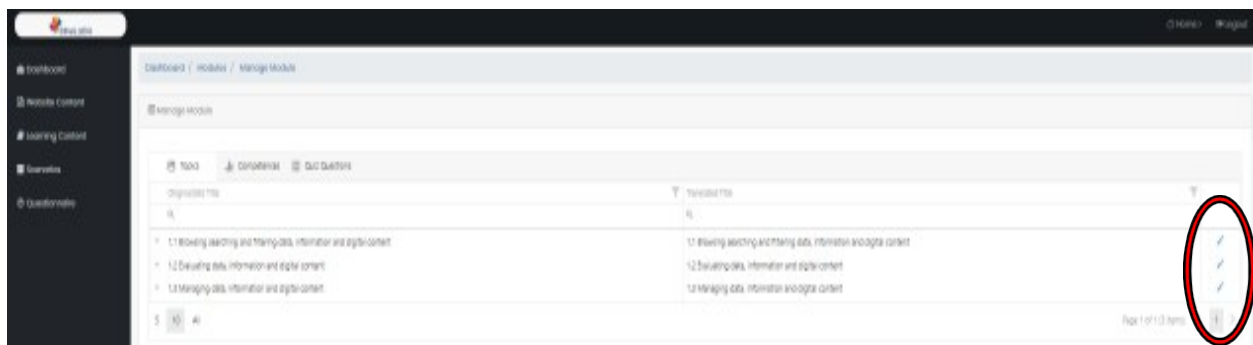 Home Logout
Dashboard
Website Content
Learning Content
Scenarios
Questionnaire
Dashboard / Modules / Manage Module
Manage Module
Topics Competences Quiz Questions
Original(EN) Title Translated Title
1.1 Browsing searching and filtering data, information and digital content 1.1 Browsing searching and filtering data, information and digital content
1.2 Evaluating data, information and digital content 1.2 Evaluating data, information and digital content
1.3 Managing data, information and digital content 1.3 Managing data, information and digital content
5 10 All Page 1 of 1 (3 items) 1